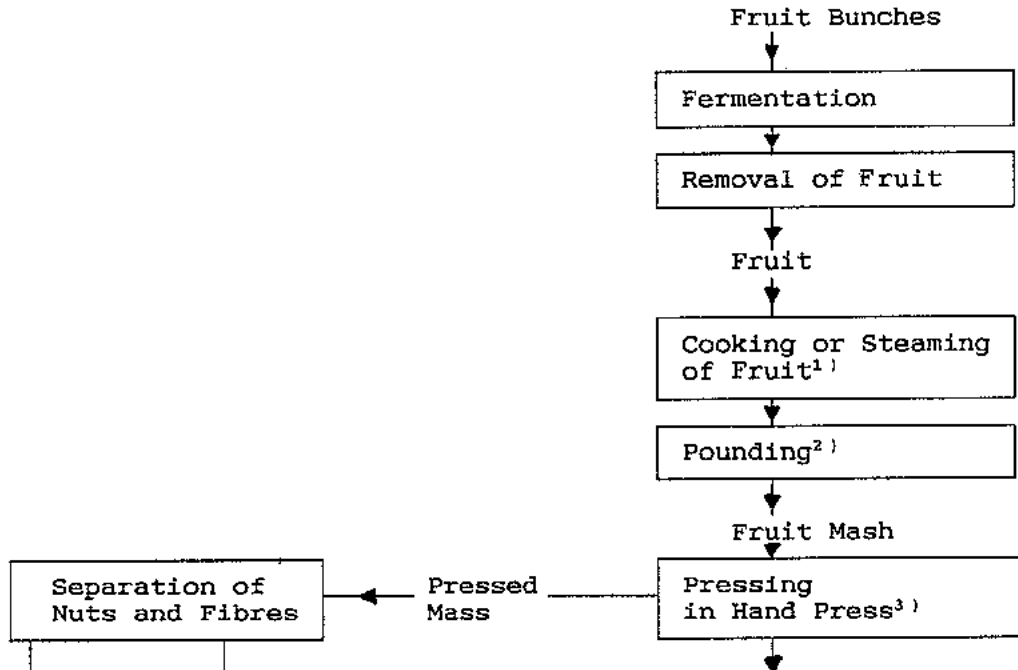 Fruit Bunches
Fermentation
Removal of Fruit
Fruit
Cooking or Steaming
of Fruit¹⁾
Pounding²⁾
Fruit Mash
Pressing
in Hand Press³⁾
Pressed
Mass
Separation of
Nuts and Fibres